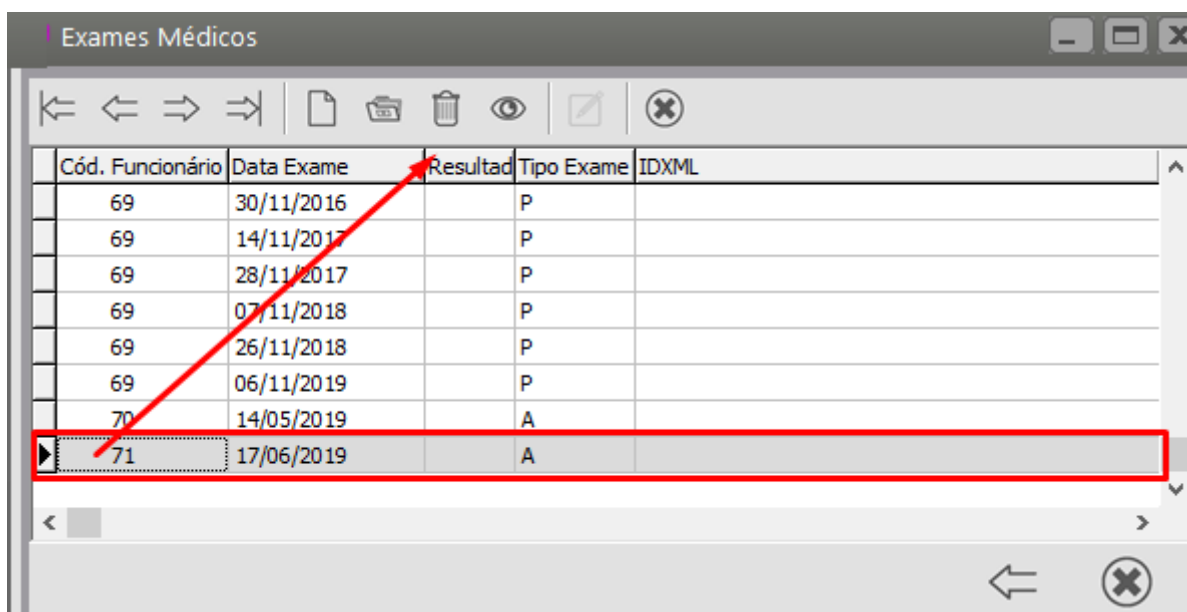 Exames Médicos
Cód. Funcionário Data Exame Resultad Tipo Exame IDXML
69 30/11/2016 P
69 14/11/2017 P
69 28/11/2017 P
69 07/11/2018 P
69 26/11/2018 P
69 06/11/2019 P
70 14/05/2019 A
71 17/06/2019 A